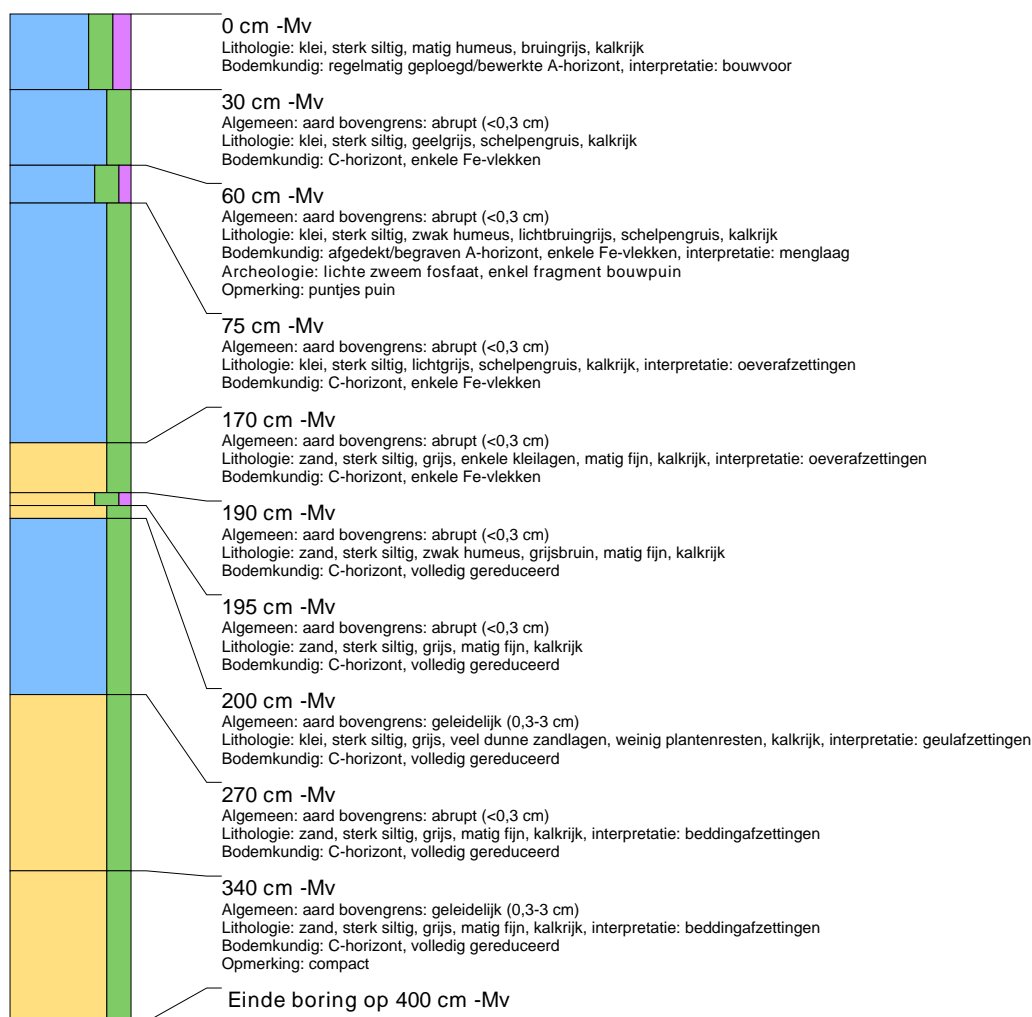 0 cm -Mv
Lithologie: klei, sterk siltig, matig humeus, bruingrijs, kalkrijk
Bodemkundig: regelmatig geploegd/bewerkte A-horizont, interpretatie: bouwvoor
30 cm -Mv
Algemeen: aard bovengrens: abrupt (<0,3 cm)
Lithologie: klei, sterk siltig, geelgrijs, schelpengruis, kalkrijk
Bodemkundig: C-horizont, enkele Fe-vlekken
60 cm -Mv
Algemeen: aard bovengrens: abrupt (<0,3 cm)
Lithologie: klei, sterk siltig, zwak humeus, lichtbruingrijs, schelpengruis, kalkrijk
Bodemkundig: afgedekt/begraven A-horizont, enkele Fe-vlekken, interpretatie: menglaag
Archeologie: lichte zweem fosfaat, enkel fragment bouwpuin
Opmerking: puntjes puin
75 cm -Mv
Algemeen: aard bovengrens: abrupt (<0,3 cm)
Lithologie: klei, sterk siltig, lichtgrijs, schelpengruis, kalkrijk, interpretatie: oeverafzettingen
Bodemkundig: C-horizont, enkele Fe-vlekken
170 cm -Mv
Algemeen: aard bovengrens: abrupt (<0,3 cm)
Lithologie: zand, sterk siltig, grijs, enkele kleilagen, matig fijn, kalkrijk, interpretatie: oeverafzettingen
Bodemkundig: C-horizont, enkele Fe-vlekken
190 cm -Mv
Algemeen: aard bovengrens: abrupt (<0,3 cm)
Lithologie: zand, sterk siltig, zwak humeus, grijsbruin, matig fijn, kalkrijk
Bodemkundig: C-horizont, volledig gereduceerd
195 cm -Mv
Algemeen: aard bovengrens: abrupt (<0,3 cm)
Lithologie: zand, sterk siltig, grijs, matig fijn, kalkrijk
Bodemkundig: C-horizont, volledig gereduceerd
200 cm -Mv
Algemeen: aard bovengrens: geleidelijk (0,3-3 cm)
Lithologie: klei, sterk siltig, grijs, veel dunne zandlagen, weinig plantenresten, kalkrijk, interpretatie: geulafzettingen
Bodemkundig: C-horizont, volledig gereduceerd
270 cm -Mv
Algemeen: aard bovengrens: abrupt (<0,3 cm)
Lithologie: zand, sterk siltig, grijs, matig fijn, kalkrijk, interpretatie: beddingafzettingen
Bodemkundig: C-horizont, volledig gereduceerd
340 cm -Mv
Algemeen: aard bovengrens: geleidelijk (0,3-3 cm)
Lithologie: zand, sterk siltig, grijs, matig fijn, kalkrijk, interpretatie: beddingafzettingen
Bodemkundig: C-horizont, volledig gereduceerd
Opmerking: compact
Einde boring op 400 cm -Mv